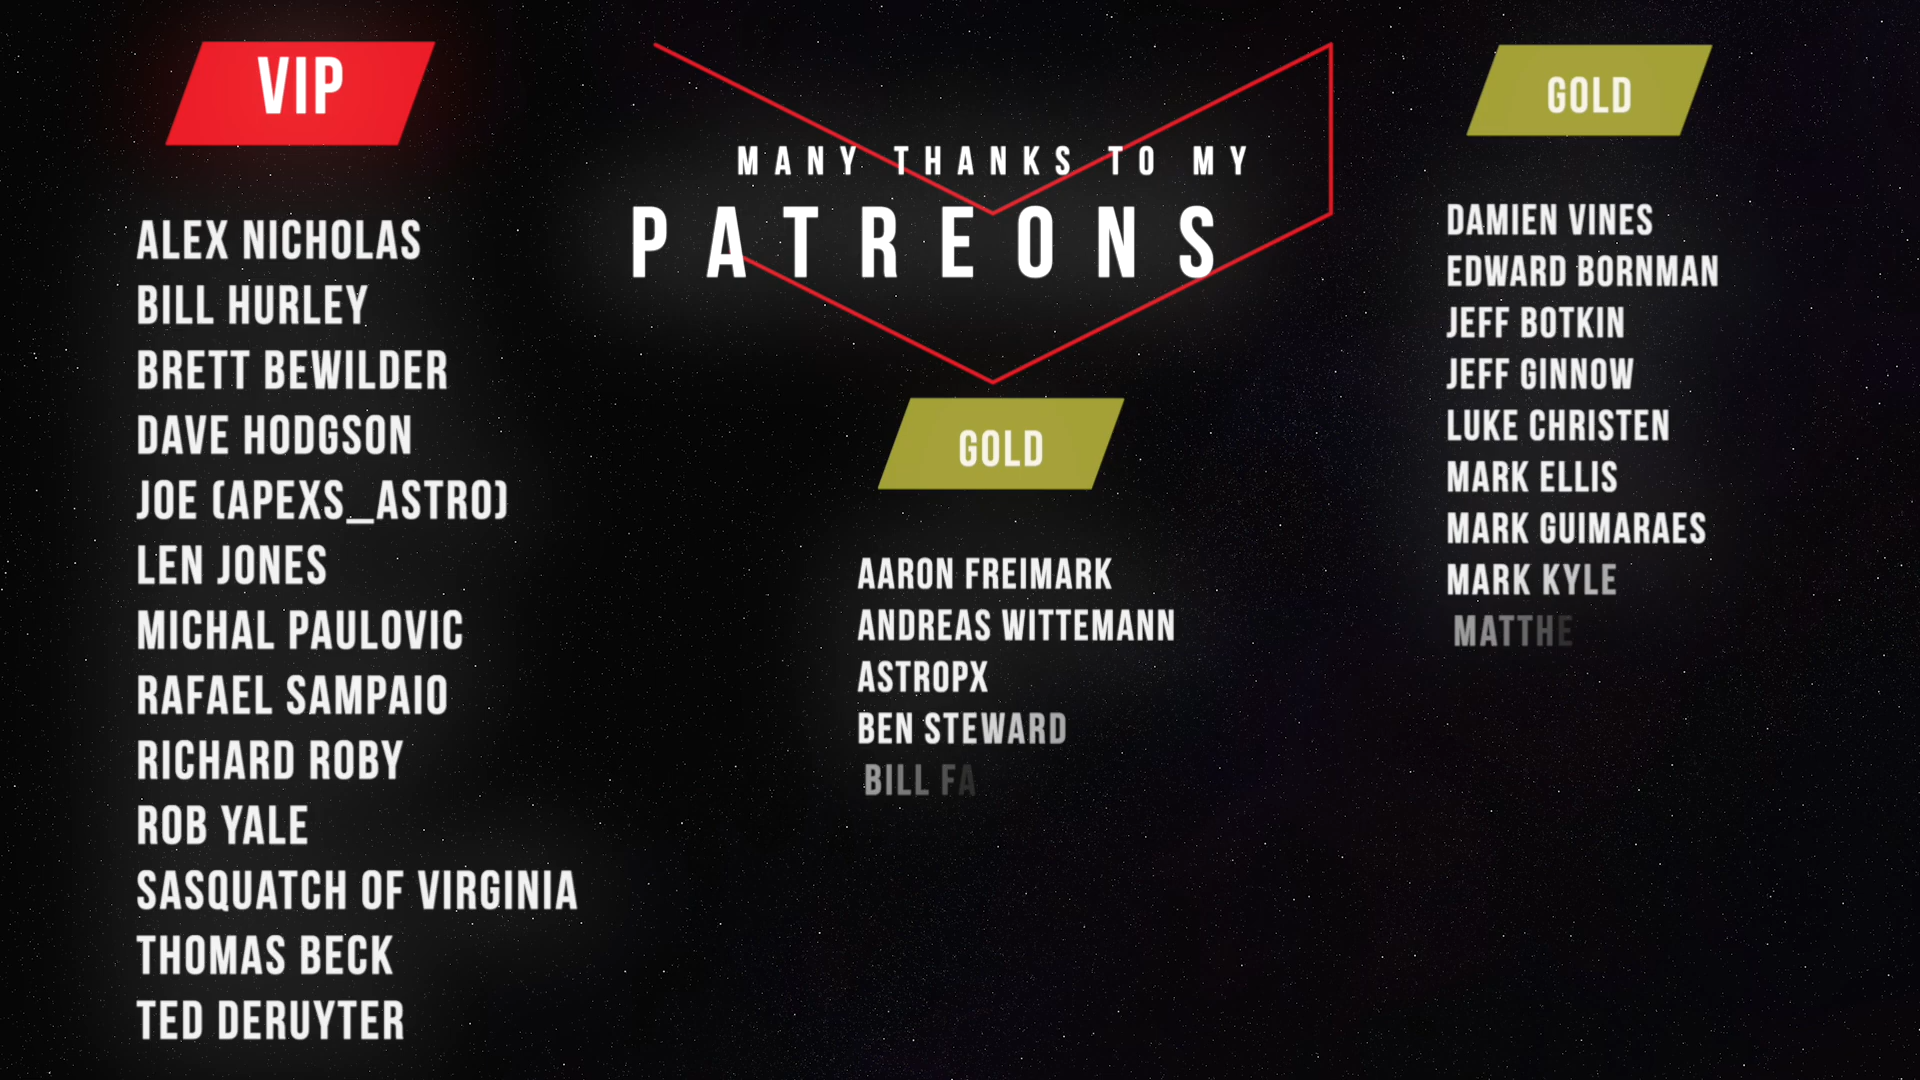 VIP
ALEX NICHOLAS
BILL HURLEY
BRETT BEWILDER
DAVE HODGSON
JOE (APEXS_ASTRO)
LEN JONES
MICHAL PAULOVIC
RAFAEL SAMPAIO
RICHARD ROBY
ROB YALE
SASQUATCH OF VIRGINIA
THOMAS BECK
TED DERUYTER
MANY THANKS TO MY
PATREONS
GOLD
AARON FREIMARK
ANDREAS WITTEMANN
ASTROPX
BEN STEWARD
BILL FA
GOLD
DAMIEN VINES
EDWARD BORNMAN
JEFF BOTKIN
JEFF GINNOW
LUKE CHRISTEN
MARK ELLIS
MARK GUIMARAES
MARK KYLE
MATTHE